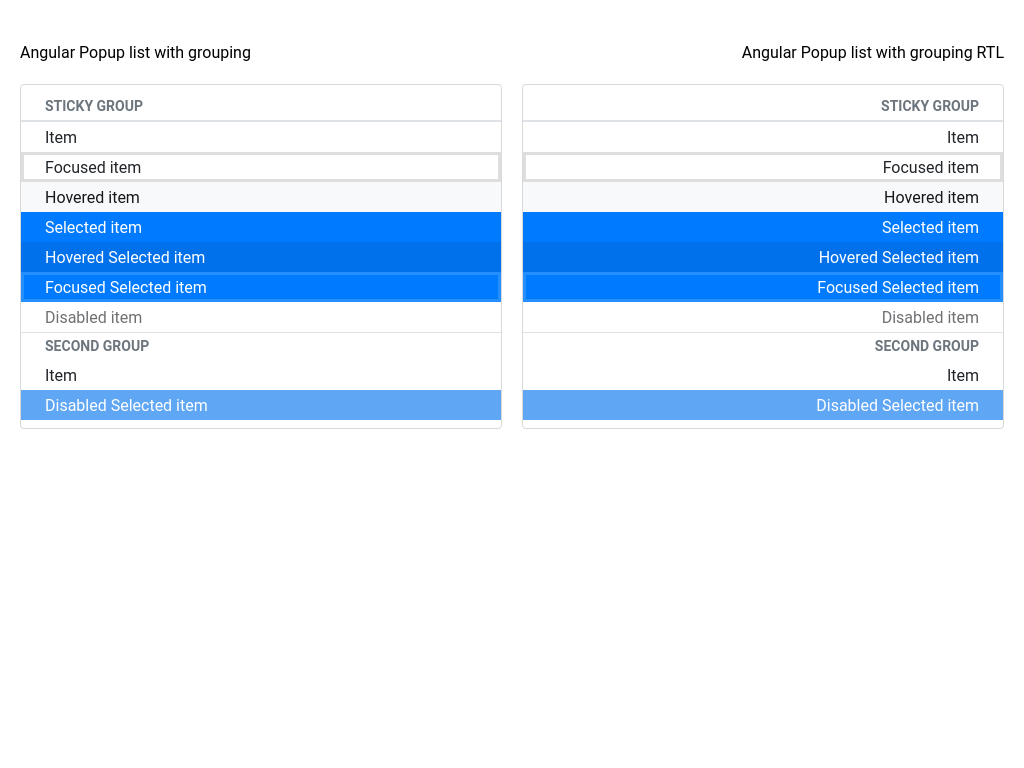 Angular Popup list with grouping
STICKY GROUP
Item
Focused item
Hovered item
Selected item
Hovered Selected item
Focused Selected item
Disabled item
SECOND GROUP
Item
Disabled Selected item
Angular Popup list with grouping RTL
STICKY GROUP
Item
Focused item
Hovered item
Selected item
Hovered Selected item
Focused Selected item
Disabled item
SECOND GROUP
Item
Disabled Selected item